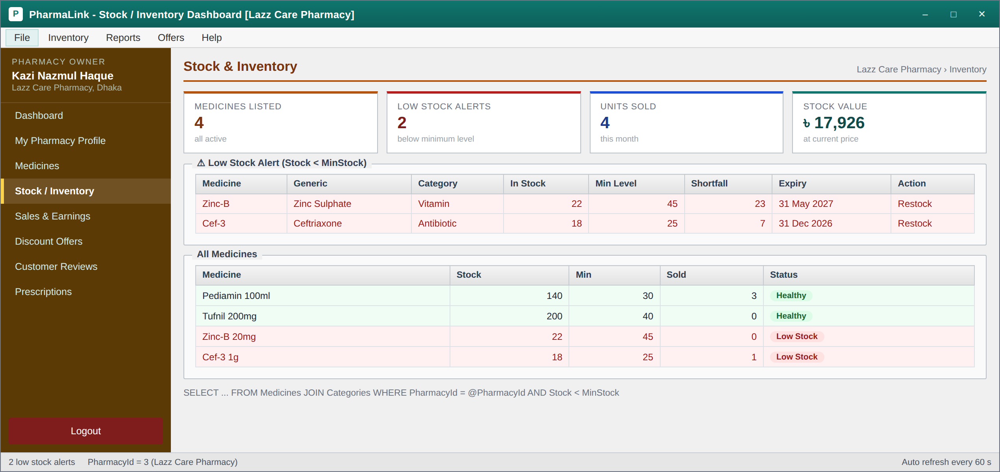 P PharmaLink - Stock / Inventory Dashboard [Lazz Care Pharmacy] – □ ✕
File Inventory Reports Offers Help
PHARMACY OWNER
Kazi Nazmul Haque
Lazz Care Pharmacy, Dhaka
Dashboard
My Pharmacy Profile
Medicines
Stock / Inventory
Sales & Earnings
Discount Offers
Customer Reviews
Prescriptions
Logout
Stock & Inventory
Lazz Care Pharmacy › Inventory
MEDICINES LISTED
4
all active
LOW STOCK ALERTS
2
below minimum level
UNITS SOLD
4
this month
STOCK VALUE
৳ 17,926
at current price
⚠ Low Stock Alert (Stock < MinStock)
Medicine Generic Category In Stock Min Level Shortfall Expiry Action
Zinc-B Zinc Sulphate Vitamin 22 45 23 31 May 2027 Restock
Cef-3 Ceftriaxone Antibiotic 18 25 7 31 Dec 2026 Restock
All Medicines
Medicine Stock Min Sold Status
Pediamin 100ml 140 30 3 Healthy
Tufnil 200mg 200 40 0 Healthy
Zinc-B 20mg 22 45 0 Low Stock
Cef-3 1g 18 25 1 Low Stock
SELECT ... FROM Medicines JOIN Categories WHERE PharmacyId = @PharmacyId AND Stock < MinStock
2 low stock alerts PharmacyId = 3 (Lazz Care Pharmacy) Auto refresh every 60 s